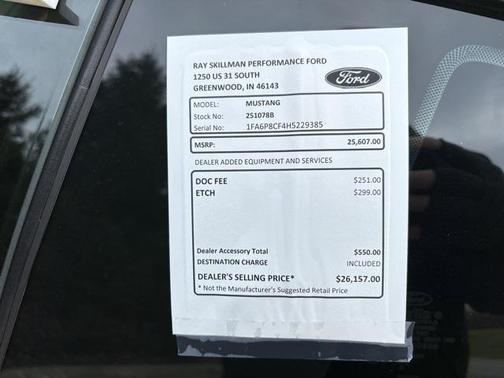 RAY SKILLMAN PERFORMANCE FORD
1250 US 31 SOUTH
GREENWOOD, IN 46143
Ford
MODEL: MUSTANG
Stock No: 251078B
Serial No: 1FA6P8CF4H5229385
MSRP: 25,607.00
DEALER ADDED EQUIPMENT AND SERVICES
DOC FEE $251.00
ETCH $299.00
Dealer Accessory Total $550.00
DESTINATION CHARGE INCLUDED
DEALER'S SELLING PRICE* $26,157.00
* Not the Manufacturer's Suggested Retail Price